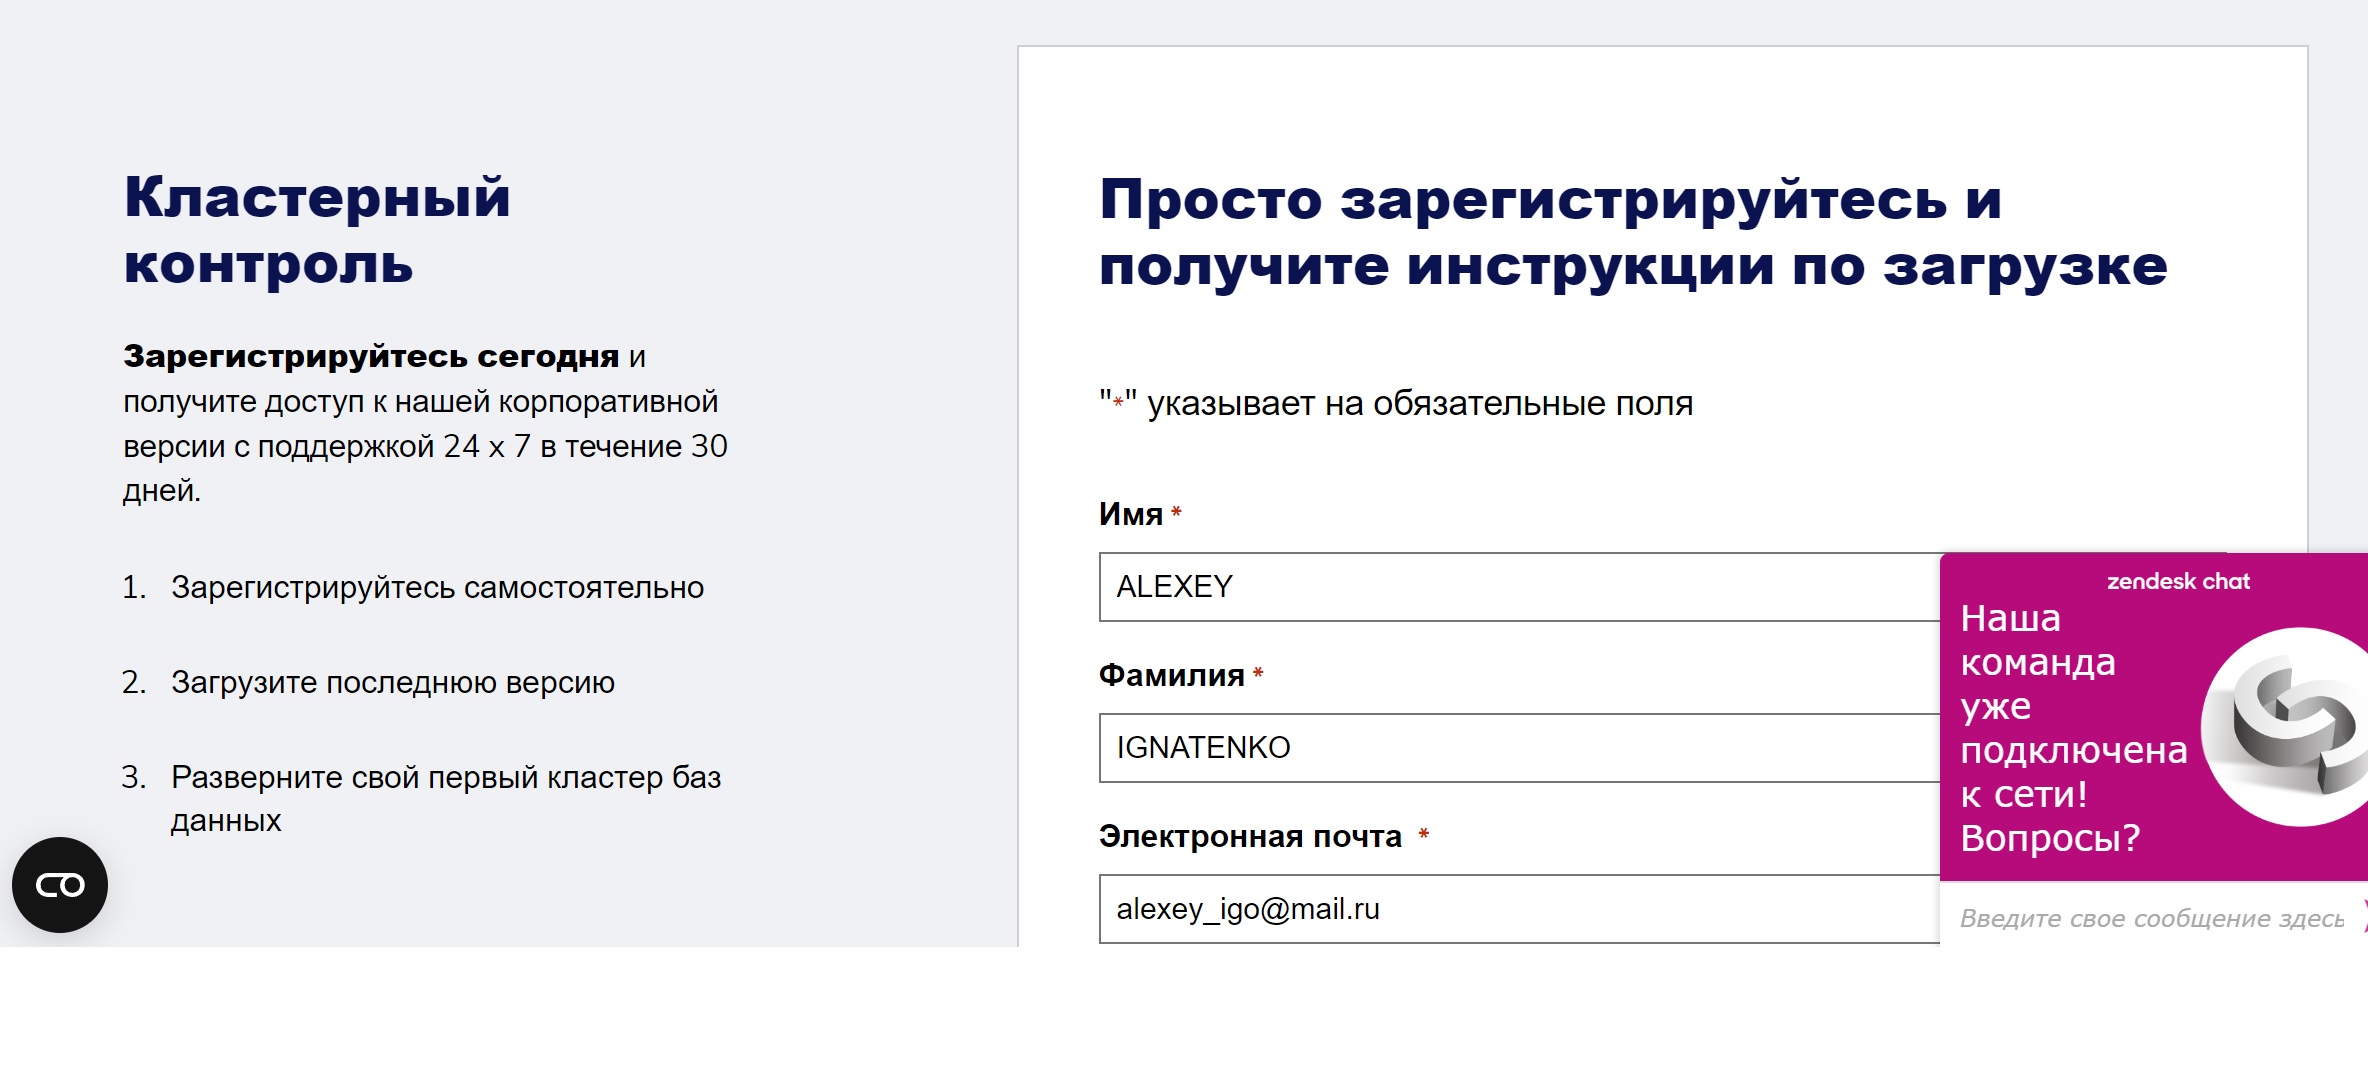 Кластерный
контроль
Зарегистрируйтесь сегодня и
получите доступ к нашей корпоративной
версии с поддержкой 24 x 7 в течение 30
дней.
1. Зарегистрируйтесь самостоятельно
2. Загрузите последнюю версию
3. Разверните свой первый кластер баз
данных
Просто зарегистрируйтесь и
получите инструкции по загрузке
"*" указывает на обязательные поля
Имя *
ALEXEY
Фамилия *
IGNATENKO
Электронная почта *
alexey_igo@mail.ru
zendesk chat
Наша
команда
уже
подключена
к сети!
Вопросы?
Введите свое сообщение здесь